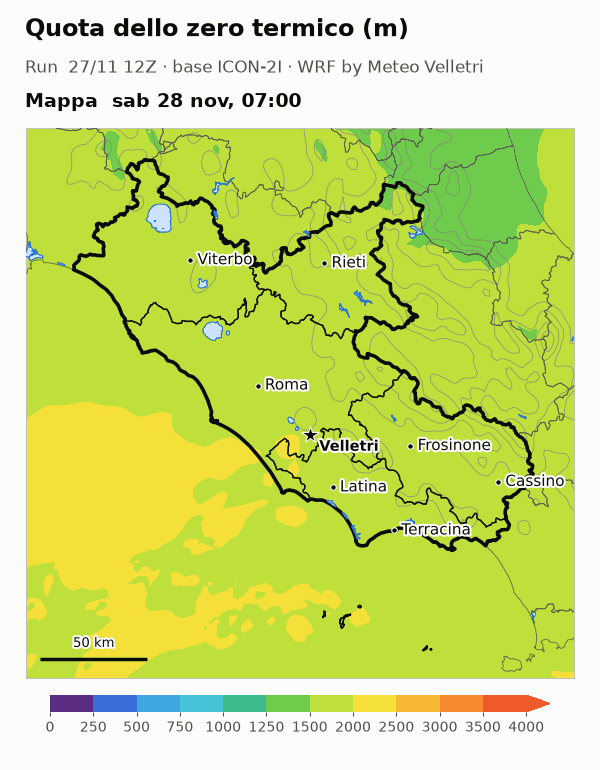 Quota dello zero termico (m)
Run  27/11 12Z · base ICON-2I · WRF by Meteo Velletri
Mappa  sab 28 nov, 07:00
Viterbo
Rieti
Roma
Velletri
Frosinone
Latina
Cassino
Terracina
50 km
0 250 500 750 1000 1250 1500 2000 2500 3000 3500 4000